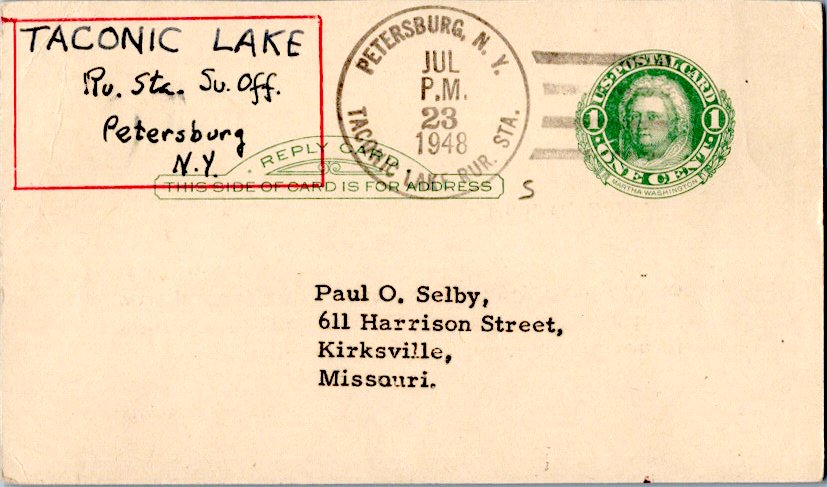 TACONIC LAKE
Ru. Sta. Su. Off.
Petersburg
N.Y.
PETERSBURG, N. Y.
JUL
P.M.
23
1948
TACONIC LAKE RUR. STA.
U.S. POSTAL CARD
1 1
ONE CENT
MARTHA WASHINGTON
REPLY CARD
THIS SIDE OF CARD IS FOR ADDRESS
S
Paul O. Selby,
611 Harrison Street,
Kirksville,
Missouri.